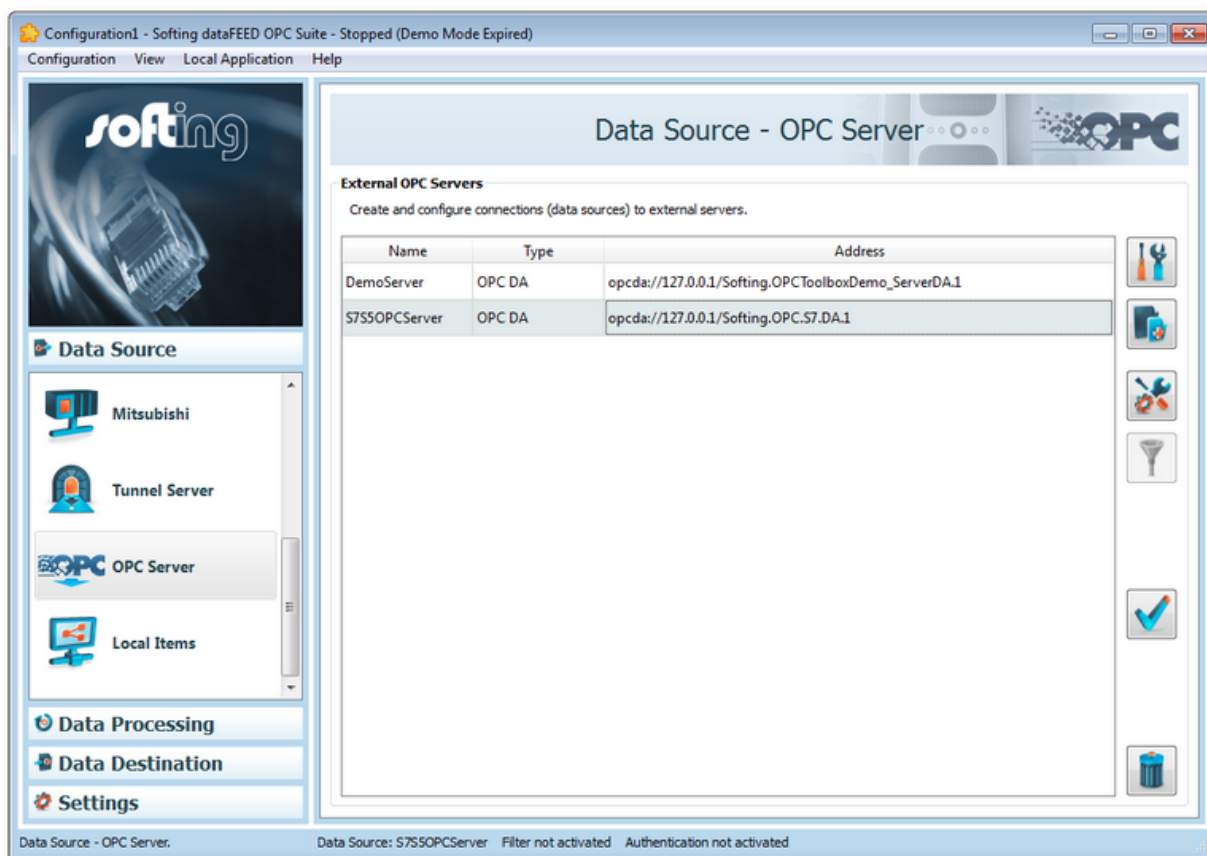 Configuration1 - Softing dataFEED OPC Suite - Stopped (Demo Mode Expired)
Configuration View Local Application Help
softing
Data Source - OPC Server
OPC
External OPC Servers
Create and configure connections (data sources) to external servers.
Name Type Address
DemoServer OPC DA opcda://127.0.0.1/Softing.OPCToolboxDemo_ServerDA.1
S7S5OPCServer OPC DA opcda://127.0.0.1/Softing.OPC.S7.DA.1
Data Source
Mitsubishi
Tunnel Server
OPC OPC Server
Local Items
Data Processing
Data Destination
Settings
Data Source - OPC Server. Data Source: S7S5OPCServer Filter not activated Authentication not activated